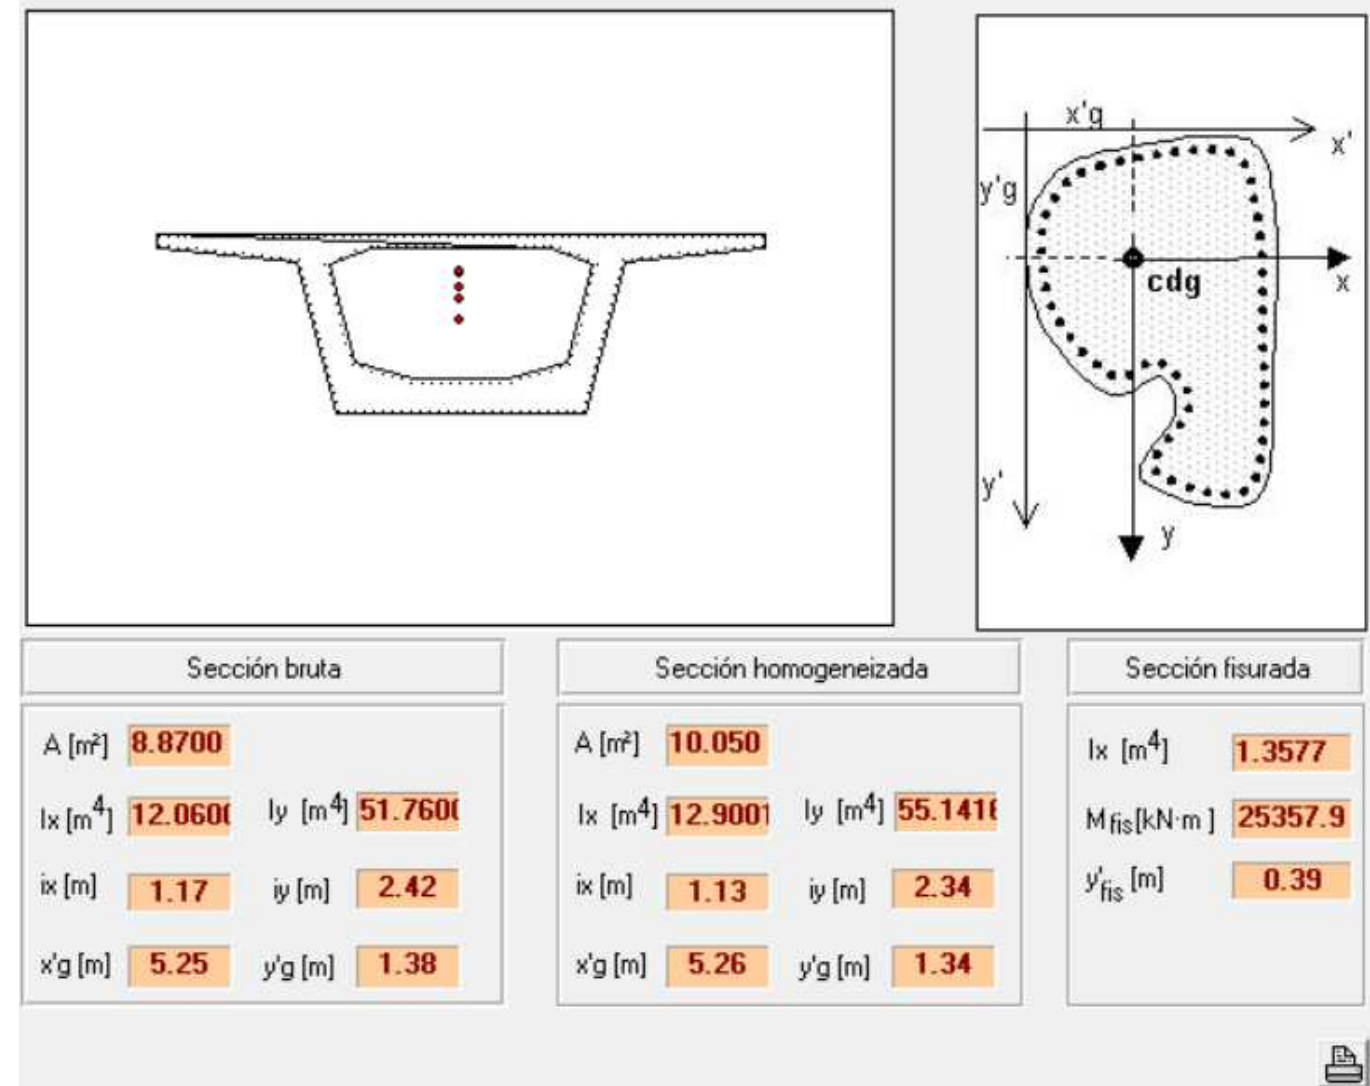 x'g
x'
y'g
cdg
x
y'
y
Sección bruta
Sección homogeneizada
Sección fisurada
A [m²] 8.8700
A [m²] 10.050
Ix [m4] 1.3577
Ix [m4] 12.0600 Iy [m4] 51.7600
Ix [m4] 12.9001 Iy [m4] 55.1416
Mfis[kN·m ] 25357.9
ix [m] 1.17 iy [m] 2.42
ix [m] 1.13 iy [m] 2.34
y'fis [m] 0.39
x'g [m] 5.25 y'g [m] 1.38
x'g [m] 5.26 y'g [m] 1.34